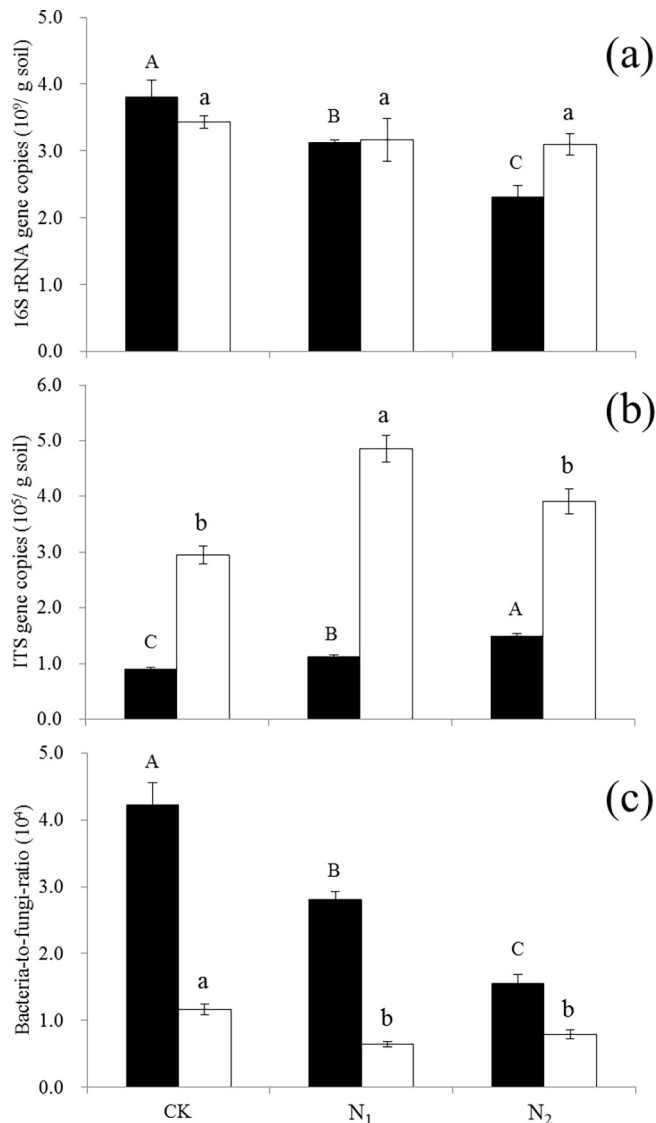 (a)
16S rRNA gene copies (10⁹/ g soil)
5.0
4.0
3.0
2.0
1.0
0.0
A
a
B
a
C
a
(b)
ITS gene copies (10⁵/ g soil)
6.0
5.0
4.0
3.0
2.0
1.0
0.0
C
b
B
a
A
b
(c)
Bacteria-to-fungi-ratio (10⁴)
5.0
4.0
3.0
2.0
1.0
0.0
A
a
B
b
C
b
CK N₁ N₂